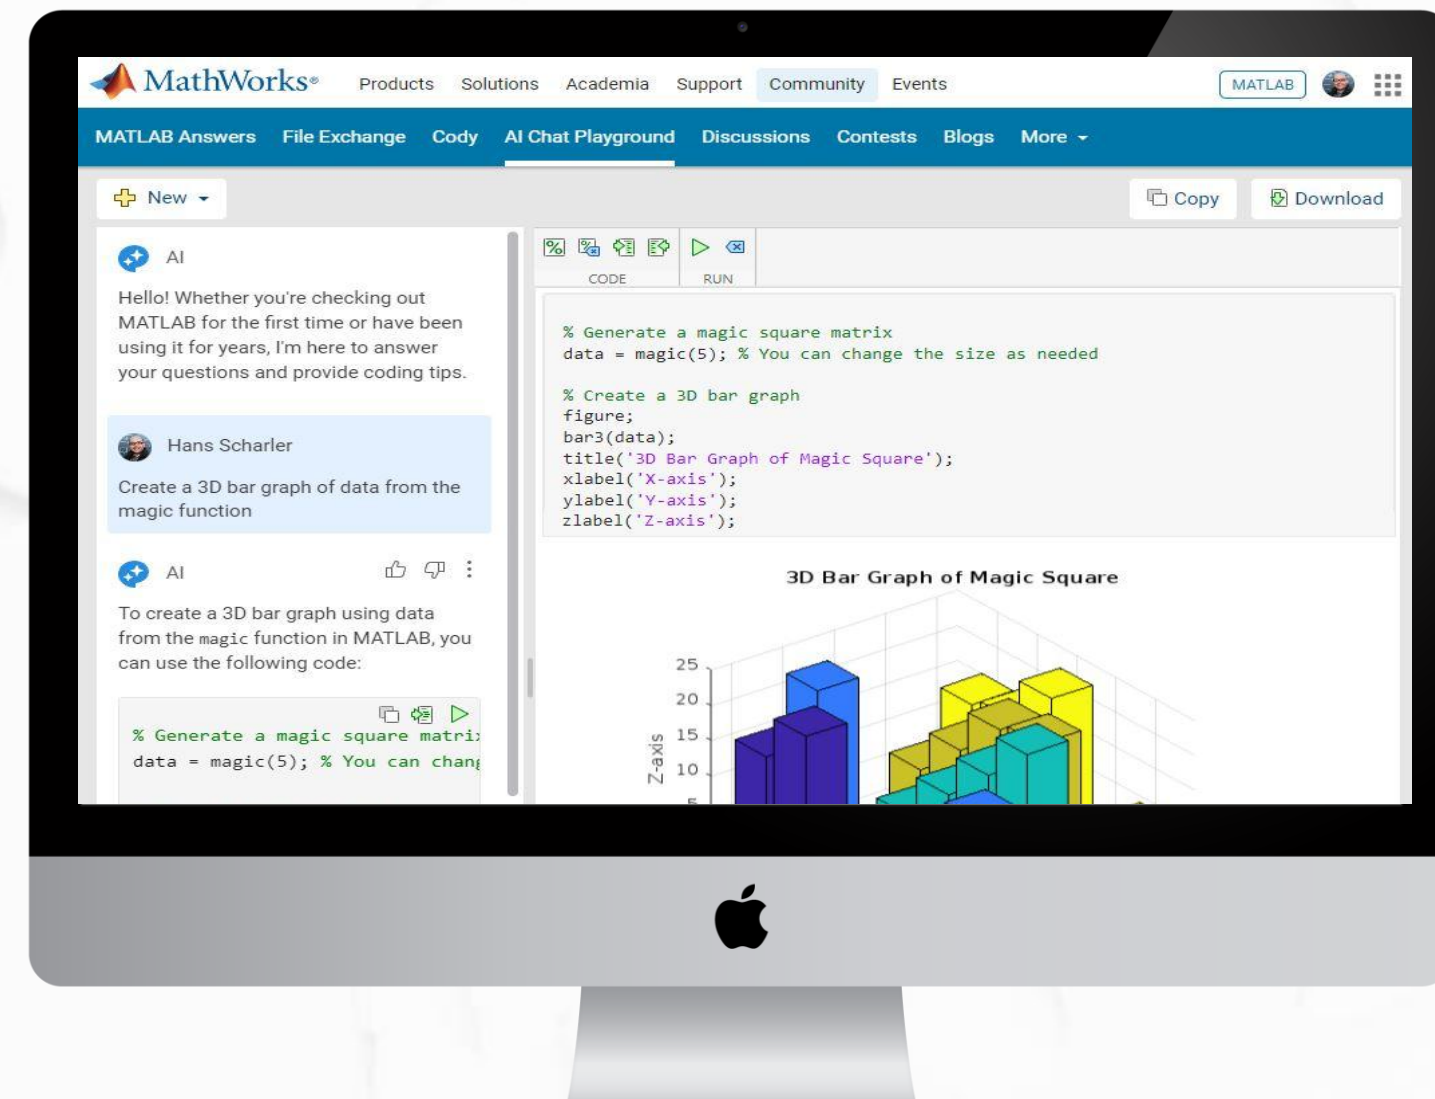 MathWorks®
Products Solutions Academia Support Community Events
MATLAB
MATLAB Answers File Exchange Cody AI Chat Playground Discussions Contests Blogs More
New
Copy
Download
AI
Hello! Whether you're checking out
MATLAB for the first time or have been
using it for years, I'm here to answer
your questions and provide coding tips.
Hans Scharler
Create a 3D bar graph of data from the
magic function
AI
To create a 3D bar graph using data
from the magic function in MATLAB, you
can use the following code:
% Generate a magic square
data = magic(5); % You can
CODE
RUN
% Generate a magic square matrix
data = magic(5); % You can change the size as needed
% Create a 3D bar graph
figure;
bar3(data);
title('3D Bar Graph of Magic Square');
xlabel('X-axis');
ylabel('Y-axis');
zlabel('Z-axis');
3D Bar Graph of Magic Square
25
20
15
10
Z-axis